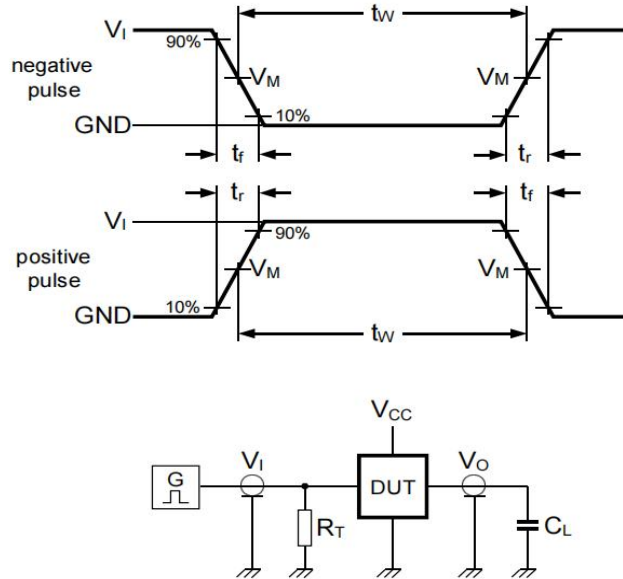 tW
VI
90%
negative
pulse
VM
VM
10%
GND
tf
tr
tr
tf
VI
90%
positive
pulse
VM
VM
10%
GND
tW
VCC
VI
VO
G
DUT
RT
CL